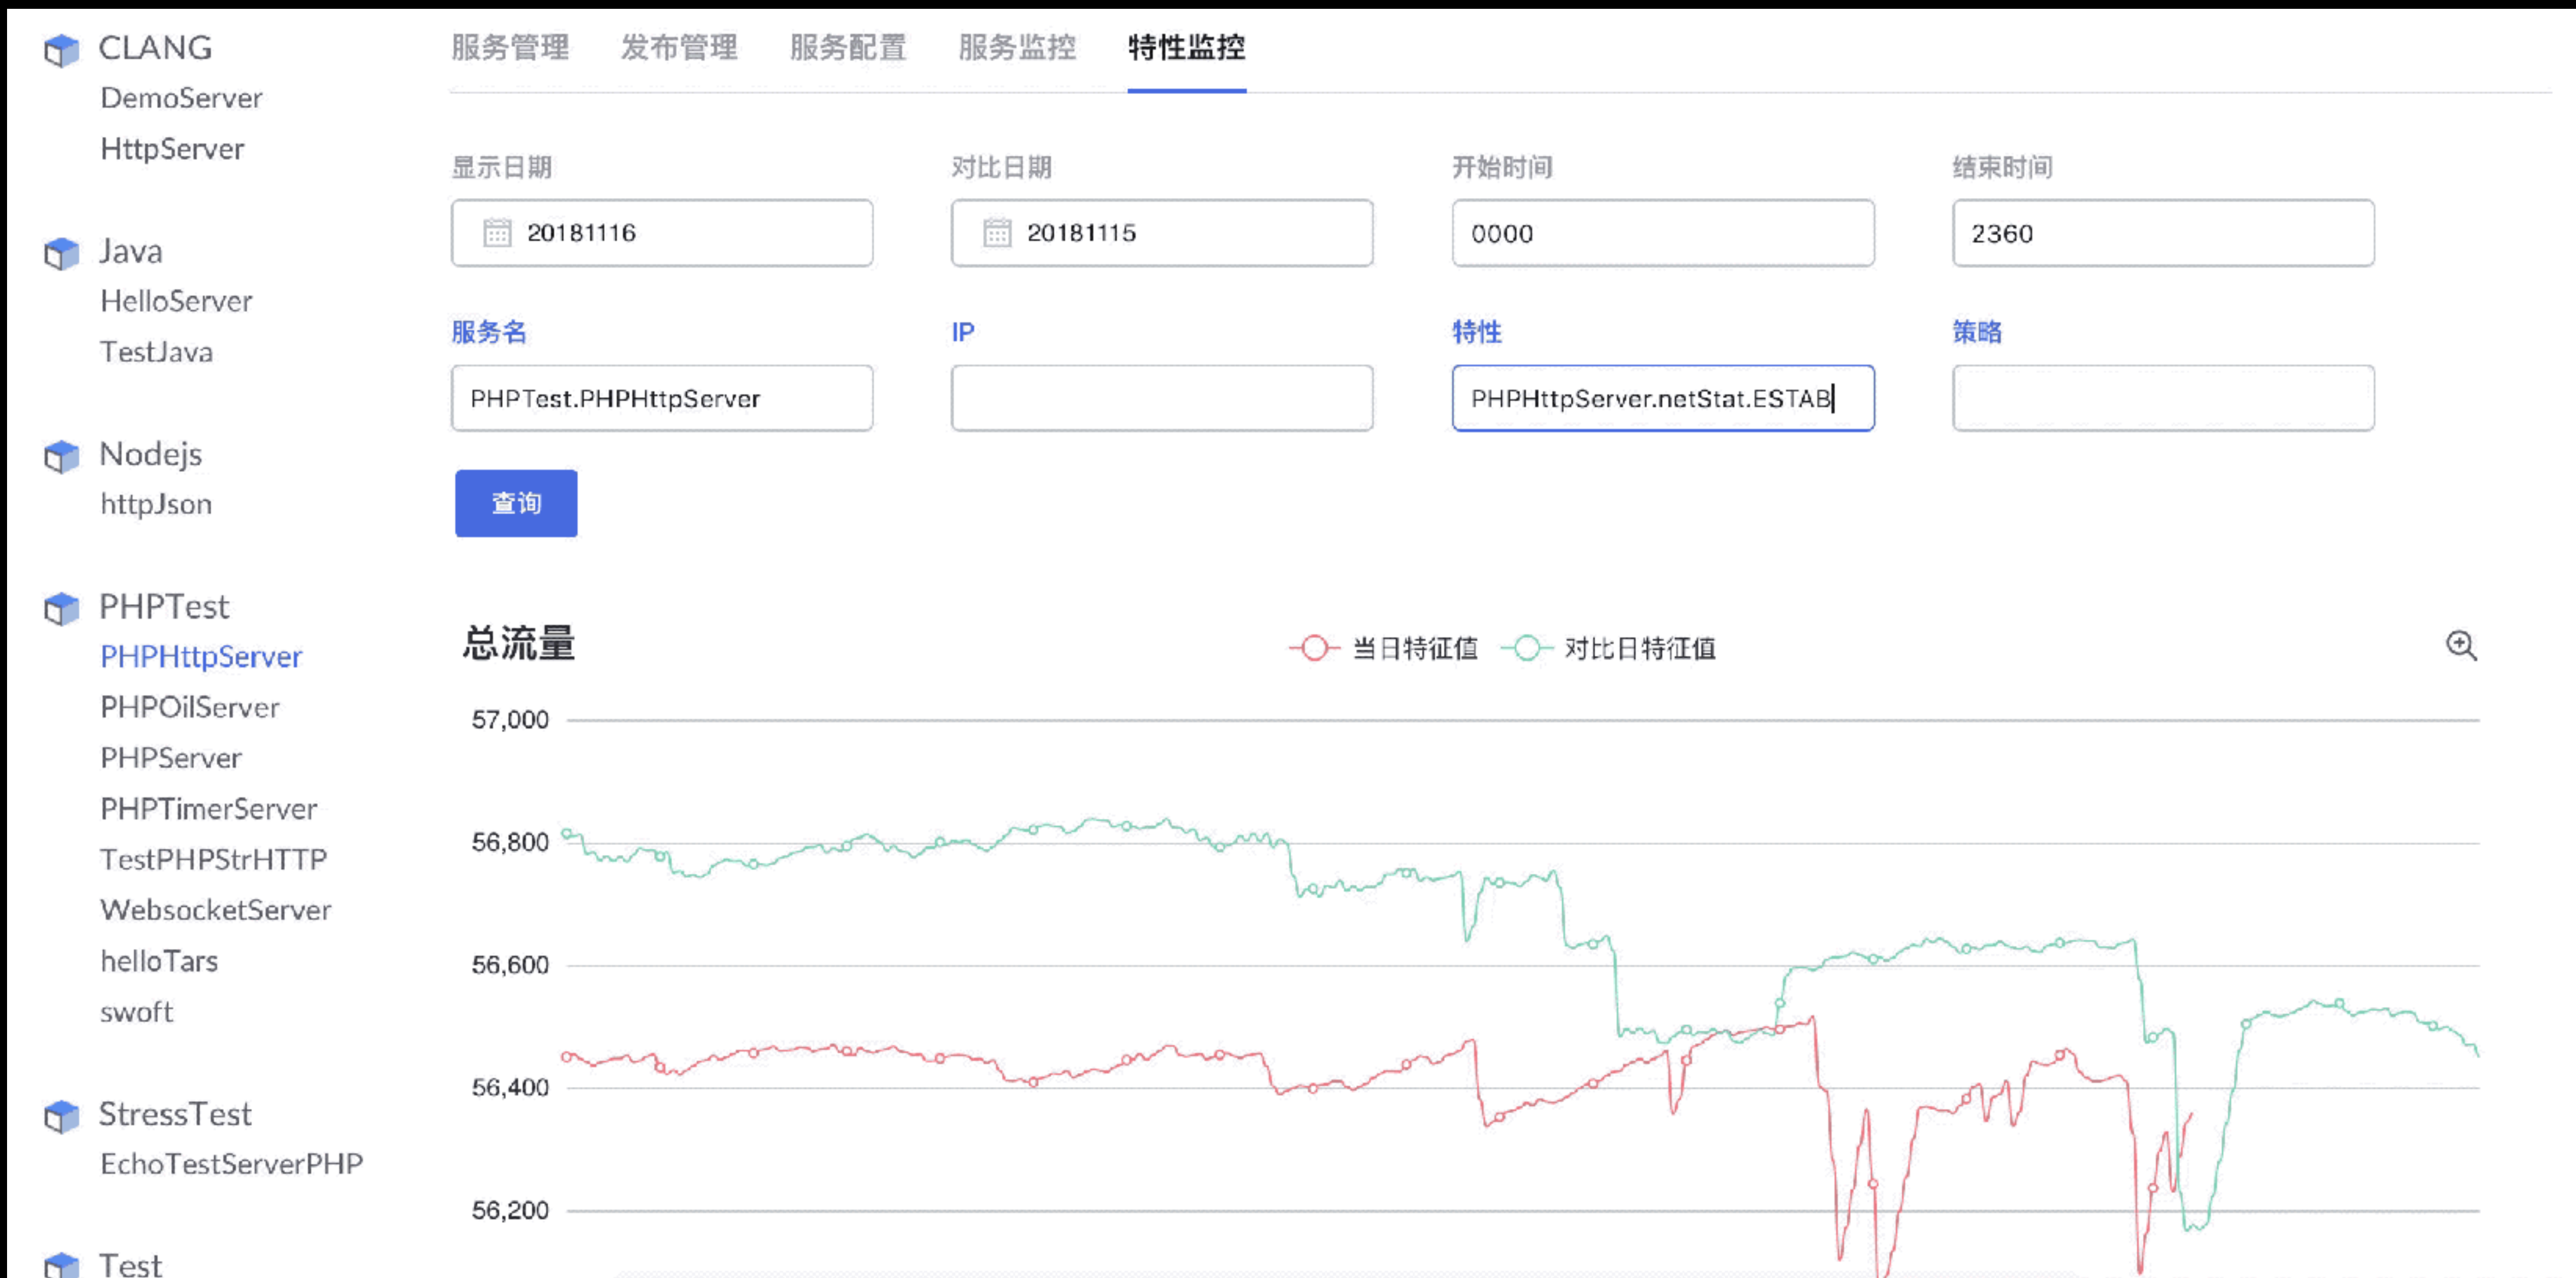 CLANG
DemoServer
HttpServer
Java
HelloServer
TestJava
Nodejs
httpJson
PHPTest
PHPHttpServer
PHPOilServer
PHPServer
PHPTimerServer
TestPHPStrHTTP
WebsocketServer
helloTars
swoft
StressTest
EchoTestServerPHP
Test
服务管理 发布管理 服务配置 服务监控 特性监控
显示日期 对比日期 开始时间 结束时间
20181116 20181115 0000 2360
服务名 IP 特性 策略
PHPTest.PHPHttpServer PHPHttpServer.netStat.ESTAB
查询
总流量 当日特征值 对比日特征值
57,000
56,800
56,600
56,400
56,200